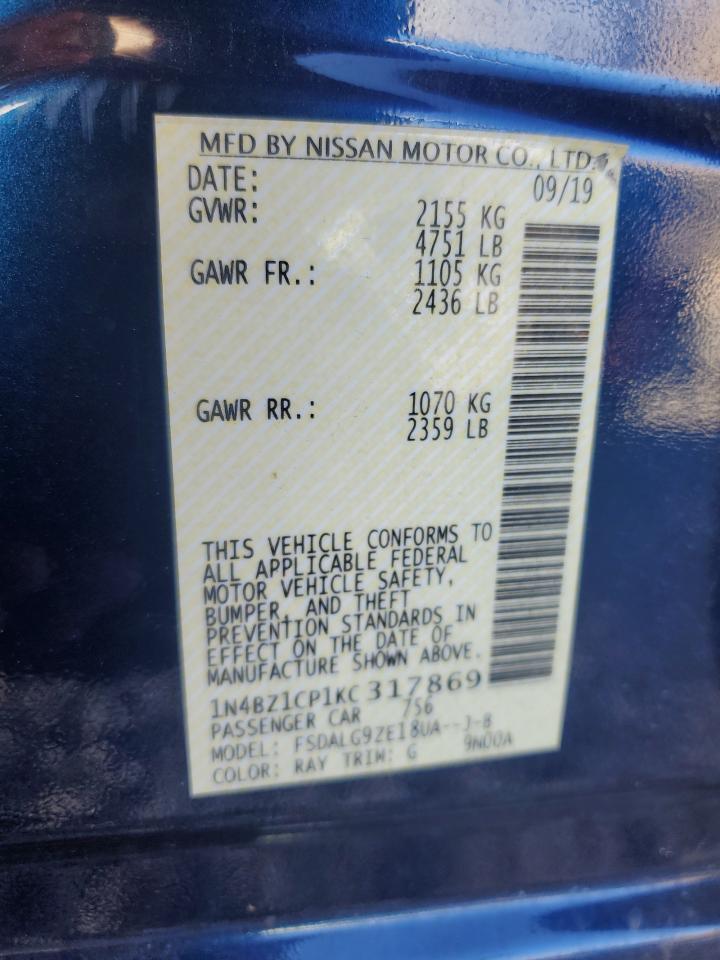 MFD BY NISSAN MOTOR CO., LTD.
DATE: 09/19
GVWR: 2155 KG
4751 LB
GAWR FR.: 1105 KG
2436 LB
GAWR RR.: 1070 KG
2359 LB
THIS VEHICLE CONFORMS TO
ALL APPLICABLE FEDERAL
MOTOR VEHICLE SAFETY,
BUMPER, AND THEFT
PREVENTION STANDARDS IN
EFFECT ON THE DATE OF
MANUFACTURE SHOWN ABOVE.
1N4BZ1CP1KC 317869
PASSENGER CAR 756
MODEL: FSDALG9ZE18UA--J-8
COLOR: RAY TRIM: G 9N00A